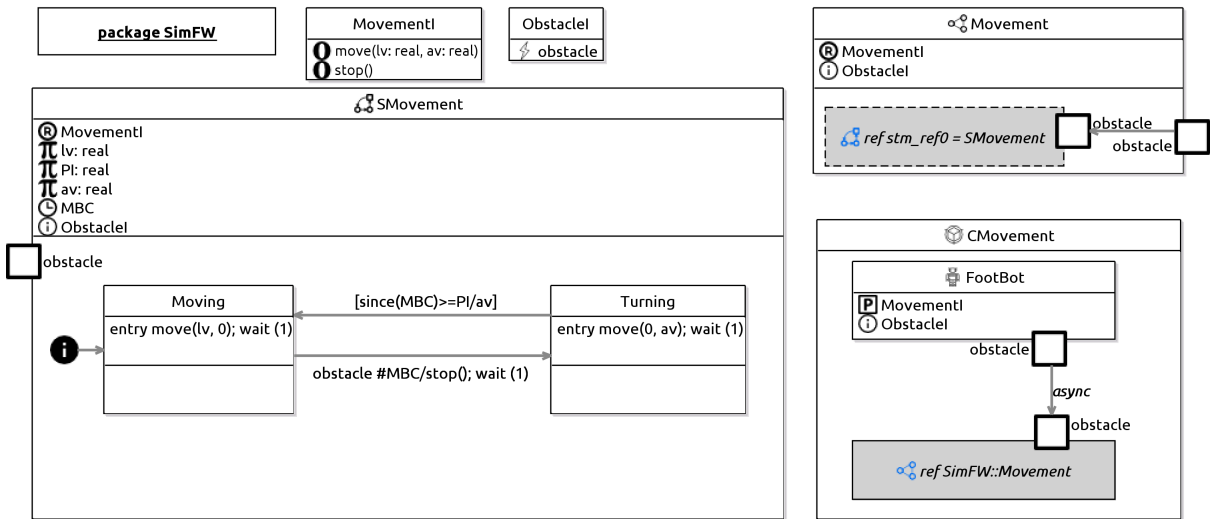 package SimFW
MovementI
move(lv: real, av: real)
stop()
ObstacleI
obstacle
SMovement
R MovementI
π lv: real
π PI: real
π av: real
MBC
i ObstacleI
obstacle
Moving
entry move(lv, 0); wait (1)
[since(MBC)>=PI/av]
Turning
entry move(0, av); wait (1)
i
obstacle #MBC/stop(); wait (1)
Movement
R MovementI
i ObstacleI
ref stm_ref0 = SMovement
obstacle
obstacle
CMovement
FootBot
P MovementI
i ObstacleI
obstacle
async
obstacle
ref SimFW::Movement